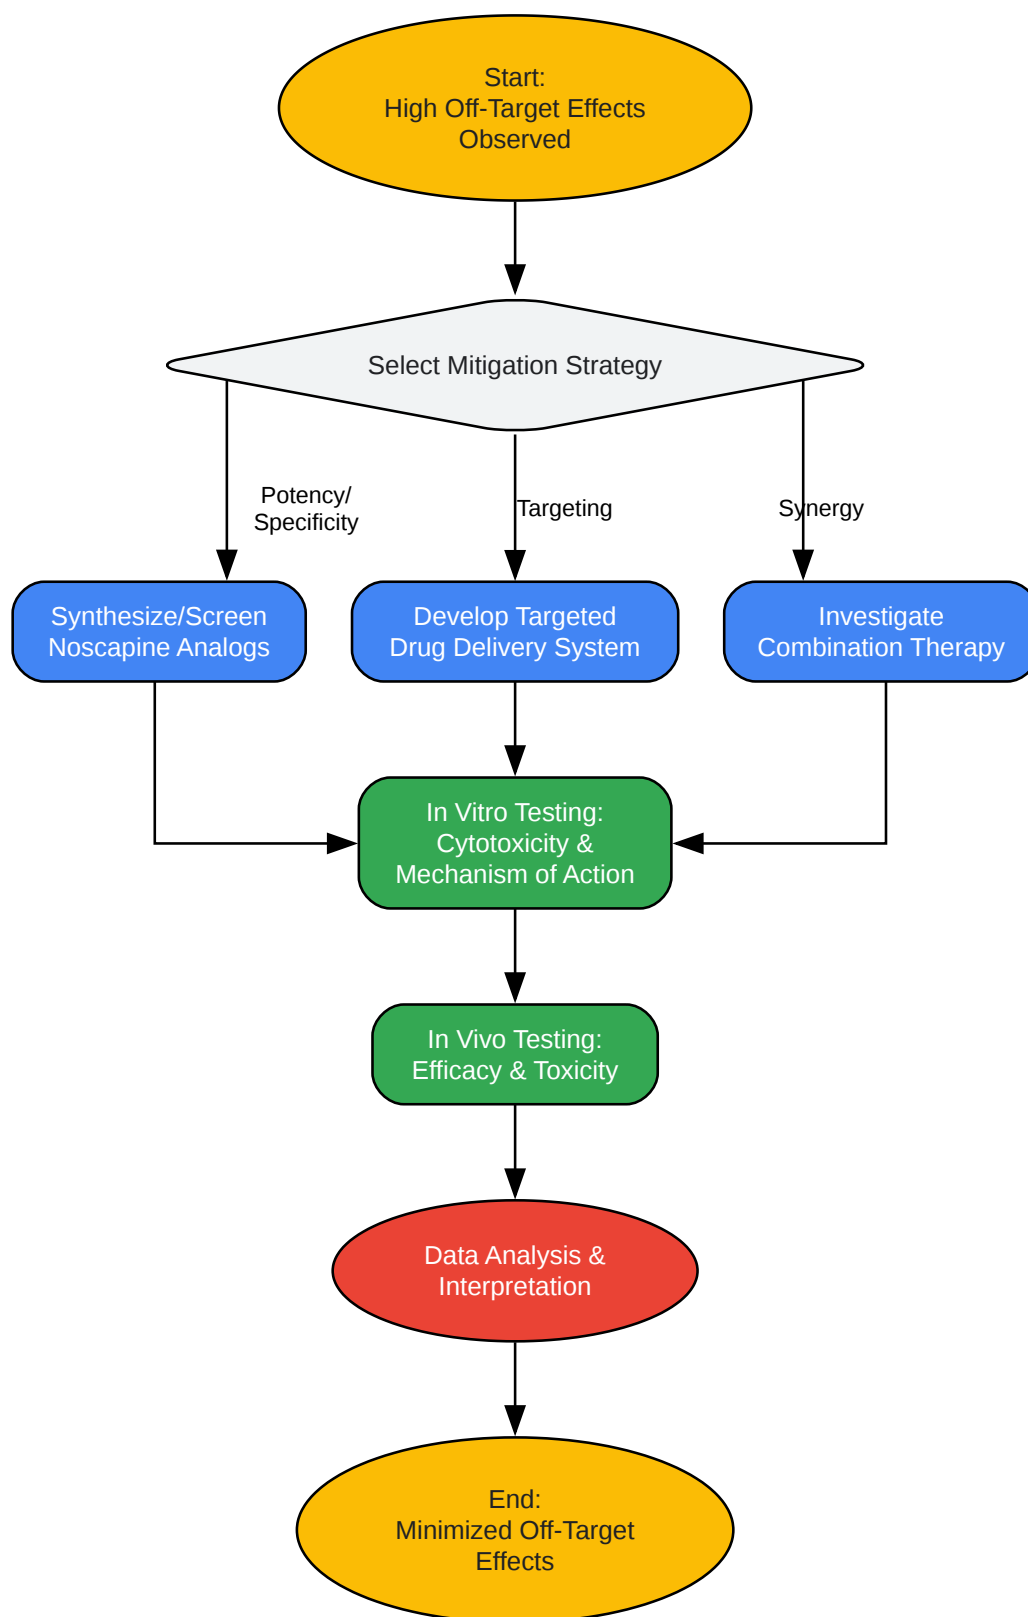 Start:
High Off-Target Effects
Observed
Select Mitigation Strategy
Potency/
Specificity
Targeting
Synergy
Synthesize/Screen
Noscapine Analogs
Develop Targeted
Drug Delivery System
Investigate
Combination Therapy
In Vitro Testing:
Cytotoxicity &
Mechanism of Action
In Vivo Testing:
Efficacy & Toxicity
Data Analysis &
Interpretation
End:
Minimized Off-Target
Effects